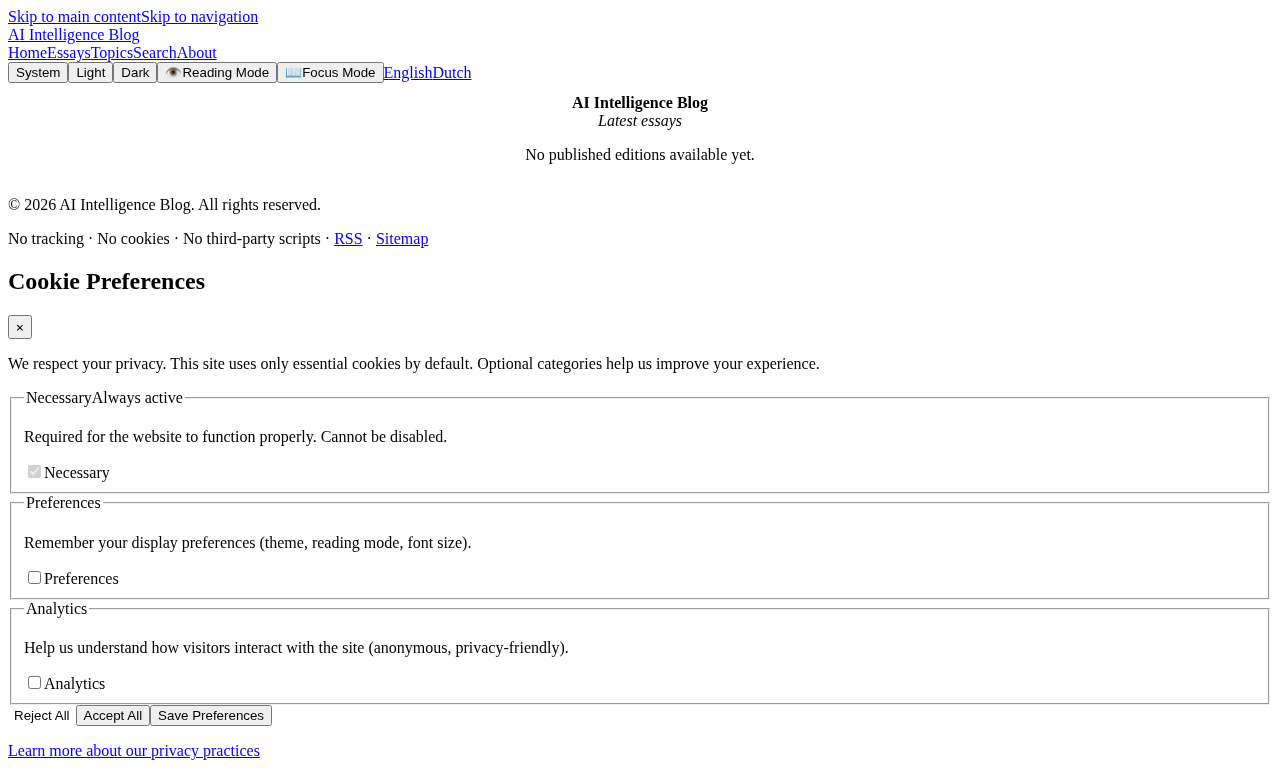 Skip to main contentSkip to navigation
AI Intelligence Blog
HomeEssaysTopicsSearchAbout
System Light Dark 👁️Reading Mode 📖Focus Mode EnglishDutch
AI Intelligence Blog
Latest essays
No published editions available yet.
© 2026 AI Intelligence Blog. All rights reserved.
No tracking · No cookies · No third-party scripts · RSS · Sitemap
Cookie Preferences
×
We respect your privacy. This site uses only essential cookies by default. Optional categories help us improve your experience.
NecessaryAlways active
Required for the website to function properly. Cannot be disabled.
Necessary
Preferences
Remember your display preferences (theme, reading mode, font size).
Preferences
Analytics
Help us understand how visitors interact with the site (anonymous, privacy-friendly).
Analytics
Reject All Accept All Save Preferences
Learn more about our privacy practices